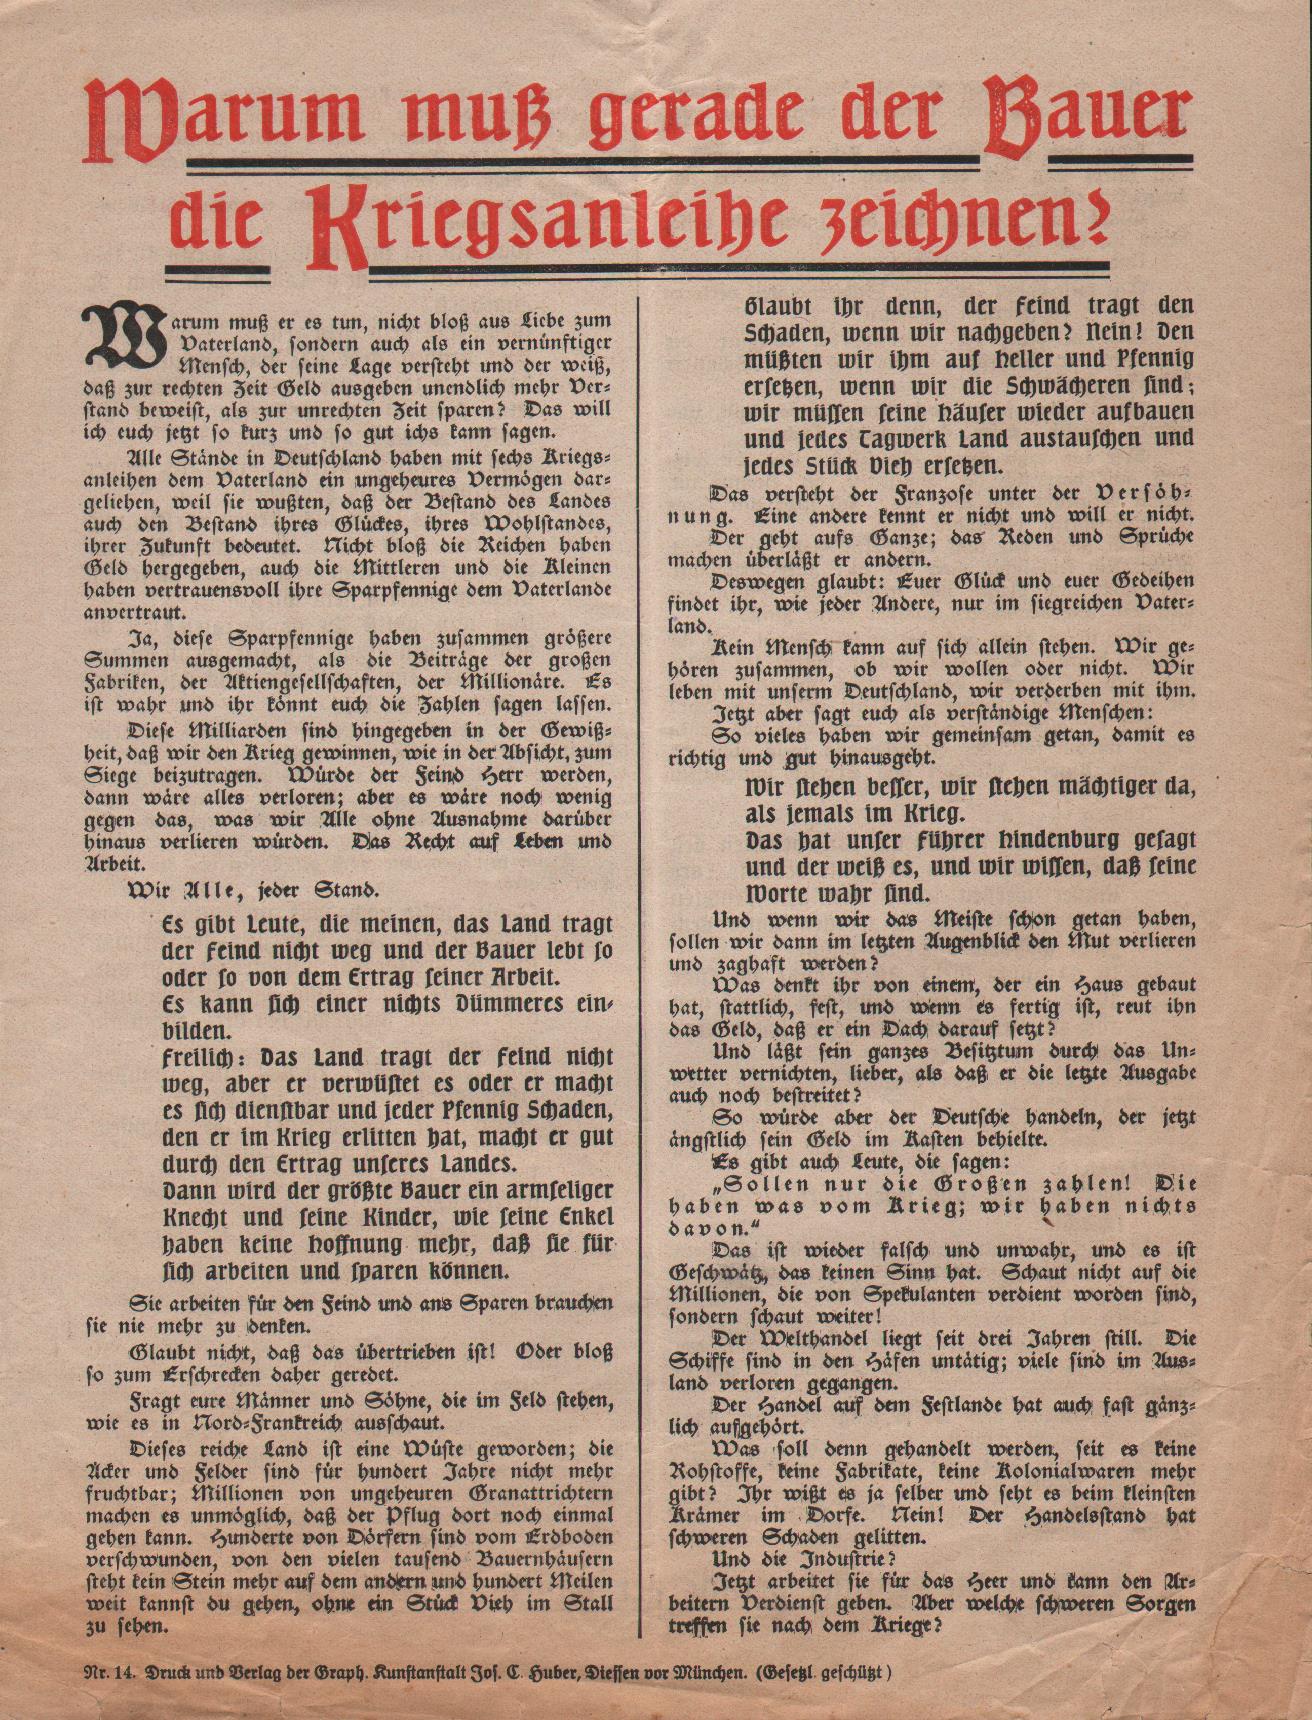 Warum muß gerade der Bauer
die Kriegsanleihe zeichnen?
Warum muß er es tun, nicht bloß aus Liebe zum
Vaterland, sondern auch als ein vernünftiger
Mensch, der seine Lage versteht und der weiß,
daß zur rechten Zeit Geld ausgeben unendlich mehr Ver-
stand beweist, als zur unrechten Zeit sparen? Das will
ich euch jetzt so kurz und so gut ichs kann sagen.
Alle Stände in Deutschland haben mit sechs Kriegs-
anleihen dem Vaterland ein ungeheures Vermögen dar-
geliehen, weil sie wußten, daß der Bestand des Landes
auch den Bestand ihres Glückes, ihres Wohlstandes,
ihrer Zukunft bedeutet. Nicht bloß die Reichen haben
Geld hergegeben, auch die Mittleren und die Kleinen
haben vertrauensvoll ihre Sparpfennige dem Vaterlande
anvertraut.
Ja, diese Sparpfennige haben zusammen größere
Summen ausgemacht, als die Beiträge der großen
Fabriken, der Aktiengesellschaften, der Millionäre. Es
ist wahr und ihr könnt euch die Zahlen sagen lassen.
Diese Milliarden sind hingegeben in der Gewiß-
heit, daß wir den Krieg gewinnen, wie in der Absicht, zum
Siege beizutragen. Würde der Feind Herr werden,
dann wäre alles verloren; aber es wäre noch wenig
gegen das, was wir Alle ohne Ausnahme darüber
hinaus verlieren würden. Das Recht auf Leben und
Arbeit.
Wir Alle, jeder Stand.
Es gibt Leute, die meinen, das Land tragt
der Feind nicht weg und der Bauer lebt so
oder so von dem Ertrag seiner Arbeit.
Es kann sich einer nichts Dümmeres ein-
bilden.
Freilich: Das Land tragt der Feind nicht
weg, aber er verwüstet es oder er macht
es sich dienstbar und jeder Pfennig Schaden,
den er im Krieg erlitten hat, macht er gut
durch den Ertrag unseres Landes.
Dann wird der größte Bauer ein armseliger
Knecht und seine Kinder, wie seine Enkel
haben keine Hoffnung mehr, daß sie für
sich arbeiten und sparen können.
Sie arbeiten für den Feind und ans Sparen brauchen
sie nie mehr zu denken.
Glaubt nicht, daß das übertrieben ist! Oder bloß
so zum Erschrecken daher geredet.
Fragt eure Männer und Söhne, die im Feld stehen,
wie es in Nord-Frankreich ausschaut.
Dieses reiche Land ist eine Wüste geworden; die
Äcker und Felder sind für hundert Jahre nicht mehr
fruchtbar; Millionen von ungeheuren Granattrichtern
machen es unmöglich, daß der Pflug dort noch einmal
gehen kann. Hunderte von Dörfern sind vom Erdboden
verschwunden, von den vielen tausend Bauernhäusern
steht kein Stein mehr auf dem andern und hundert Meilen
weit kannst du gehen, ohne ein Stück Vieh im Stall
zu sehen.
Glaubt ihr denn, der Feind tragt den
Schaden, wenn wir nachgeben? Nein! Den
müßten wir ihm auf Heller und Pfennig
ersetzen, wenn wir die Schwächeren sind;
wir müssen seine Häuser wieder aufbauen
und jedes Tagwerk Land austauschen und
jedes Stück Vieh ersetzen.
Das versteht der Franzose unter der Versöh-
nung. Eine andere kennt er nicht und will er nicht.
Der geht aufs Ganze; das Reden und Sprüche
machen überläßt er andern.
Deswegen glaubt: Euer Glück und euer Gedeihen
findet ihr, wie jeder Andere, nur im siegreichen Vater-
land.
Kein Mensch kann auf sich allein stehen. Wir ge-
hören zusammen, ob wir wollen oder nicht. Wir
leben mit unserm Deutschland, wir verderben mit ihm.
Jetzt aber sagt euch als verständige Menschen:
So vieles haben wir gemeinsam getan, damit es
richtig und gut hinausgeht.
Wir stehen besser, wir stehen mächtiger da,
als jemals im Krieg.
Das hat unser Führer Hindenburg gesagt
und der weiß es, und wir wissen, daß seine
Worte wahr sind.
Und wenn wir das Meiste schon getan haben,
sollen wir dann im letzten Augenblick den Mut verlieren
und zaghaft werden?
Was denkt ihr von einem, der ein Haus gebaut
hat, stattlich, fest, und wenn es fertig ist, reut ihn
das Geld, daß er ein Dach darauf setzt?
Und läßt sein ganzes Besitztum durch das Un-
wetter vernichten, lieber, als daß er die letzte Ausgabe
auch noch bestreitet?
So würde aber der Deutsche handeln, der jetzt
ängstlich sein Geld im Kasten behielte.
Es gibt auch Leute, die sagen:
„Sollen nur die Großen zahlen! Die
haben was vom Krieg; wir haben nichts
davon.“
Das ist wieder falsch und unwahr, und es ist
Geschwätz, das keinen Sinn hat. Schaut nicht auf die
Millionen, die von Spekulanten verdient worden sind,
sondern schaut weiter!
Der Welthandel liegt seit drei Jahren still. Die
Schiffe sind in den Häfen untätig; viele sind im Aus-
land verloren gegangen.
Der Handel auf dem Festlande hat auch fast gänz-
lich aufgehört.
Was soll denn gehandelt werden, seit es keine
Rohstoffe, keine Fabrikate, keine Kolonialwaren mehr
gibt? Ihr wißt es ja selber und seht es beim kleinsten
Krämer im Dorfe. Nein! Der Handelsstand hat
schweren Schaden gelitten.
Und die Industrie?
Jetzt arbeitet sie für das Heer und kann den Ar-
beitern Verdienst geben. Aber welche schweren Sorgen
treffen sie nach dem Kriege?
Nr. 14. Druck und Verlag der Graph. Kunstanstalt Jos. C. Huber, Diessen vor München. (Gesetzl. geschützt)